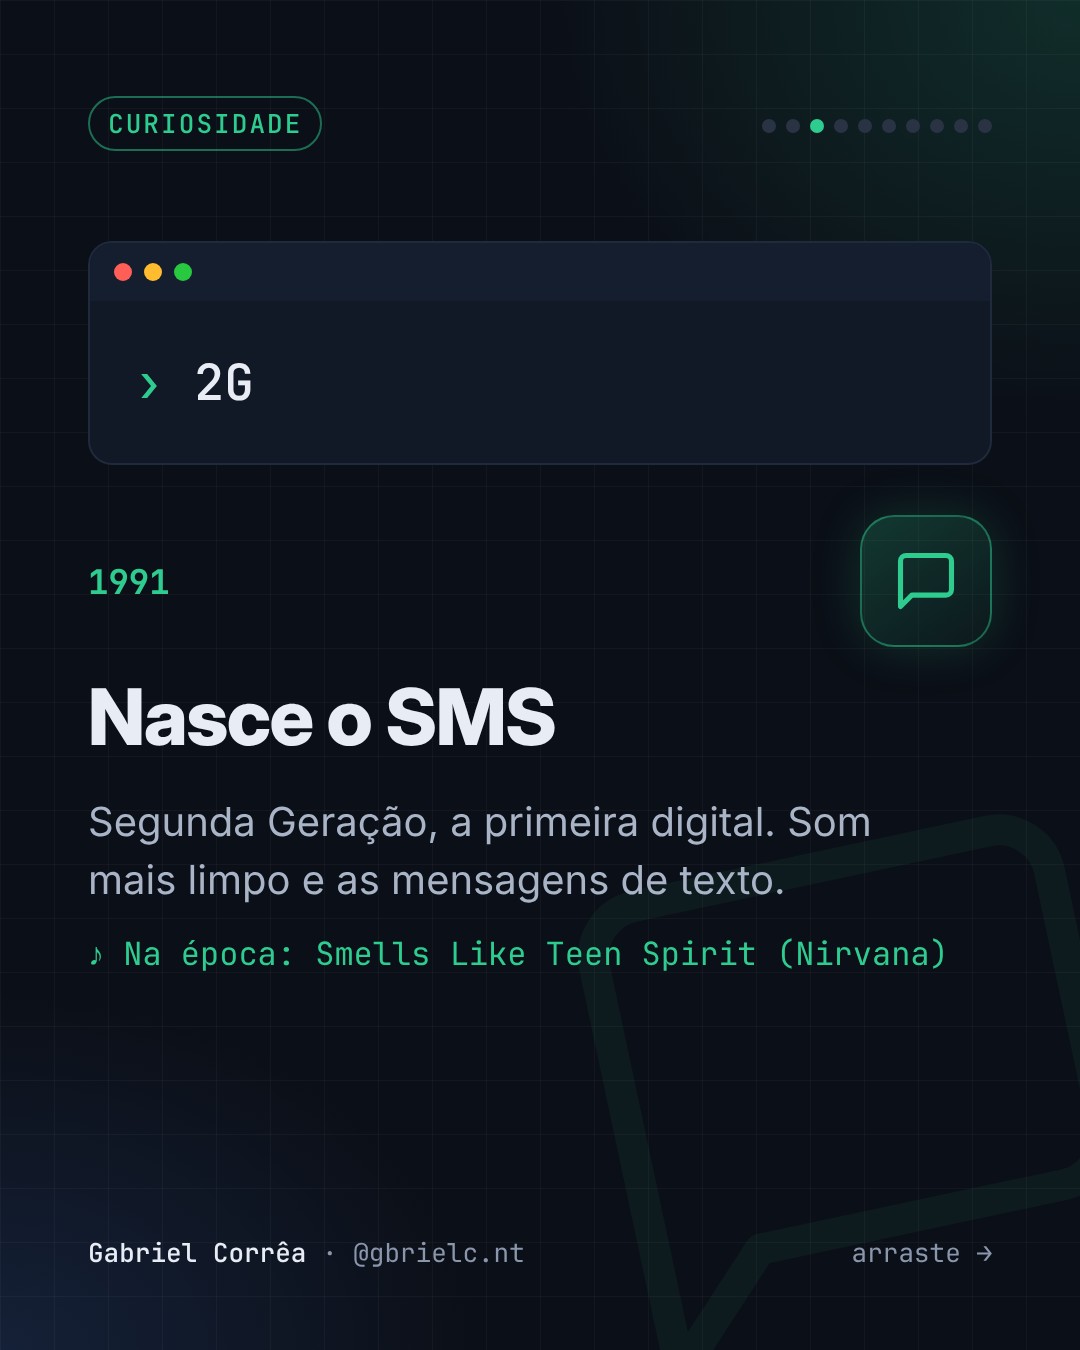 CURIOSIDADE
› 2G
1991
Nasce o SMS
Segunda Geração, a primeira digital. Som
mais limpo e as mensagens de texto.
♪ Na época: Smells Like Teen Spirit (Nirvana)
Gabriel Corrêa · @gbrielc.nt
arraste →